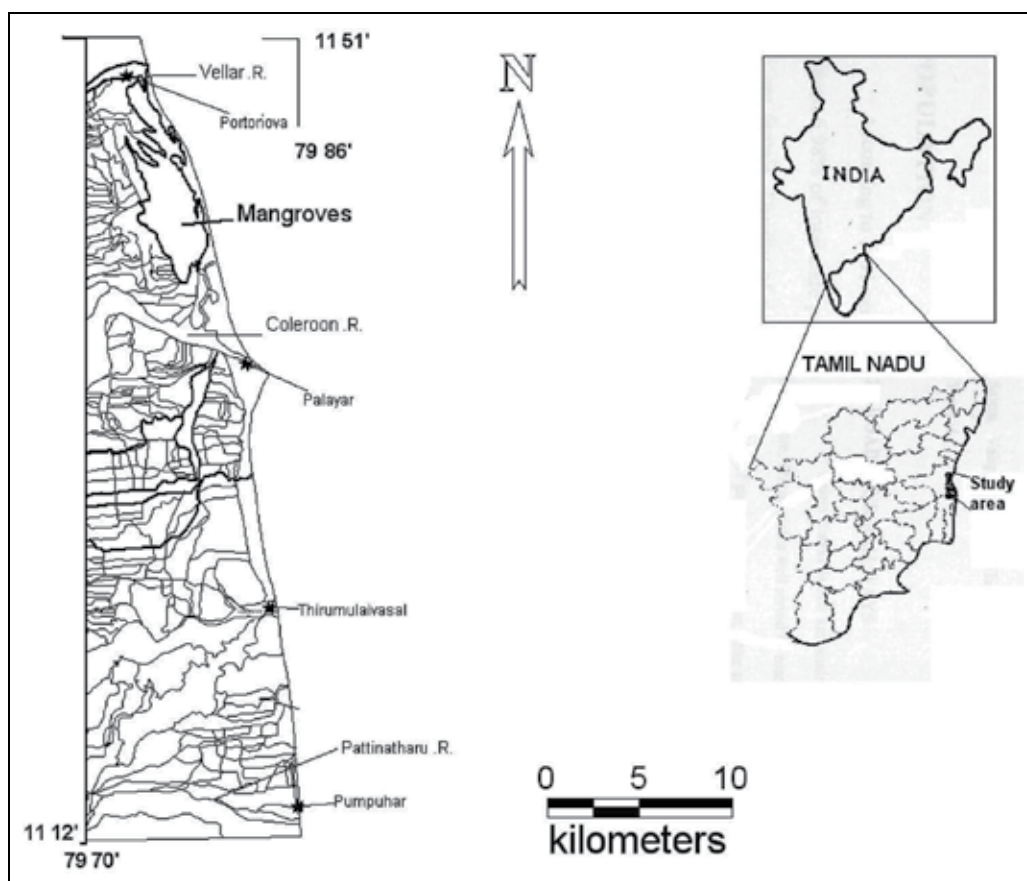 11 51'
Vellar .R.
Portoriova
79 86'
Mangroves
Coleroon .R.
Palayar
Thirumulaivasal
Pattinatharu .R.
Pumpuhar
11 12'
79 70'
N
0 5 10
kilometers
INDIA
TAMIL NADU
Study
area